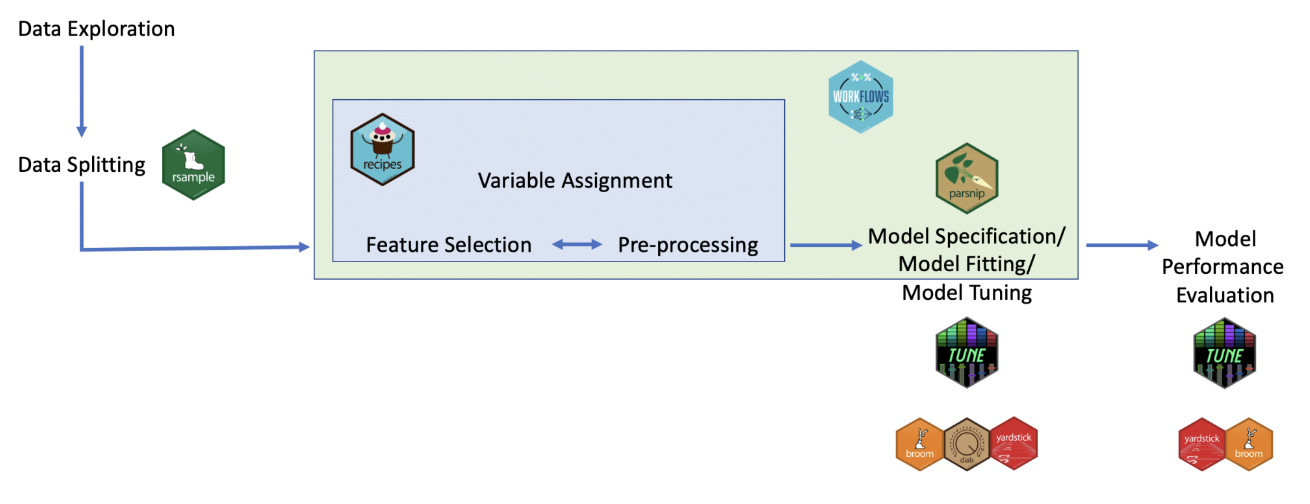 Data Exploration
Data Splitting
rsample
recipes
Variable Assignment
Feature Selection
Pre-processing
WORKFLOWS
parsnip
Model Specification/
Model Fitting/
Model Tuning
TUNE
broom
dials
yardstick
Model
Performance
Evaluation
TUNE
yardstick
broom